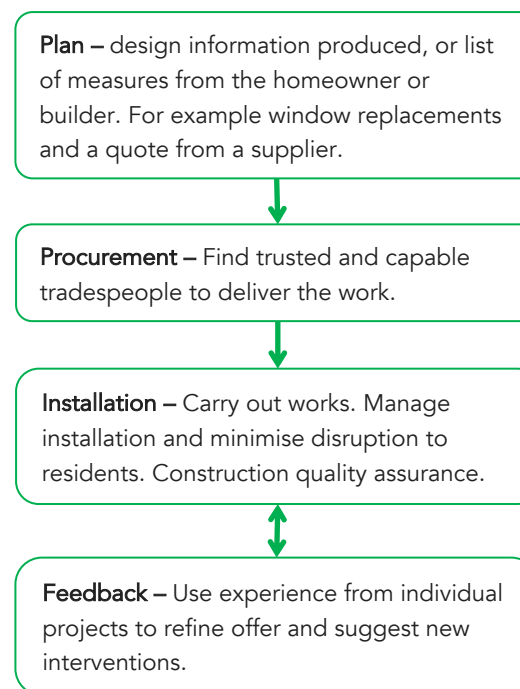 Plan – design information produced, or list
of measures from the homeowner or
builder. For example window replacements
and a quote from a supplier.
Procurement – Find trusted and capable
tradespeople to deliver the work.
Installation – Carry out works. Manage
installation and minimise disruption to
residents. Construction quality assurance.
Feedback – Use experience from individual
projects to refine offer and suggest new
interventions.